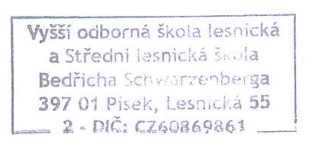 Vyšší odborná škola lesnická
a Střední lesnická škola
Bedřicha Schwarzenberga
397 01 Písek, Lesnická 55
2 - DIČ: CZ60869861